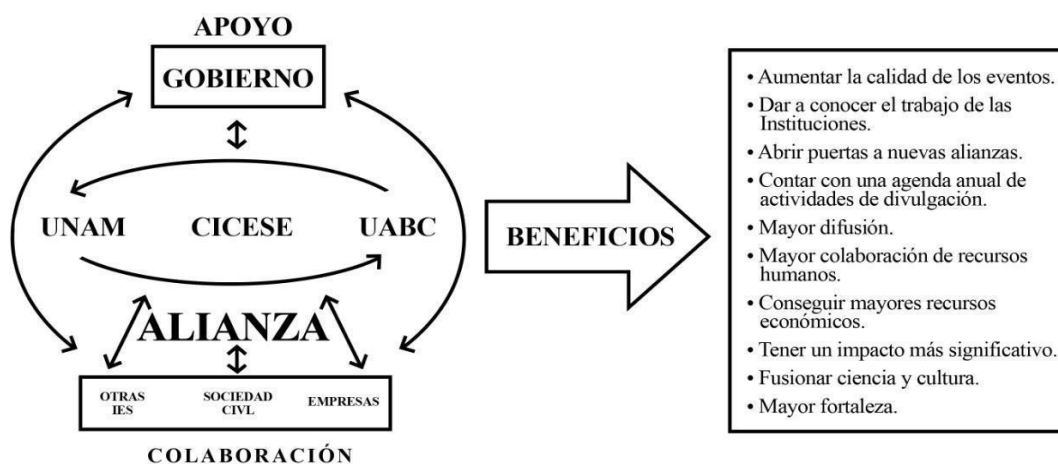 APOYO
GOBIERNO
UNAM CICESE UABC
ALIANZA
OTRAS
IES
SOCIEDAD
CIVL
EMPRESAS
COLABORACIÓN
BENEFICIOS
• Aumentar la calidad de los eventos.
• Dar a conocer el trabajo de las
Instituciones.
• Abrir puertas a nuevas alianzas.
• Contar con una agenda anual de
actividades de divulgación.
• Mayor difusión.
• Mayor colaboración de recursos
humanos.
• Conseguir mayores recursos
económicos.
• Tener un impacto más significativo.
• Fusionar ciencia y cultura.
• Mayor fortaleza.